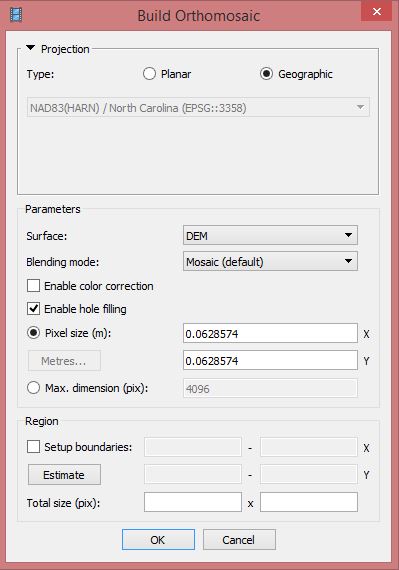 Build Orthomosaic
Projection
Type: Planar Geographic
NAD83(HARN) / North Carolina (EPSG::3358)
Parameters
Surface: DEM
Blending mode: Mosaic (default)
Enable color correction
Enable hole filling
Pixel size (m): 0.0628574 X
Metres... 0.0628574 Y
Max. dimension (pix): 4096
Region
Setup boundaries: - X
Estimate - Y
Total size (pix): x
OK Cancel